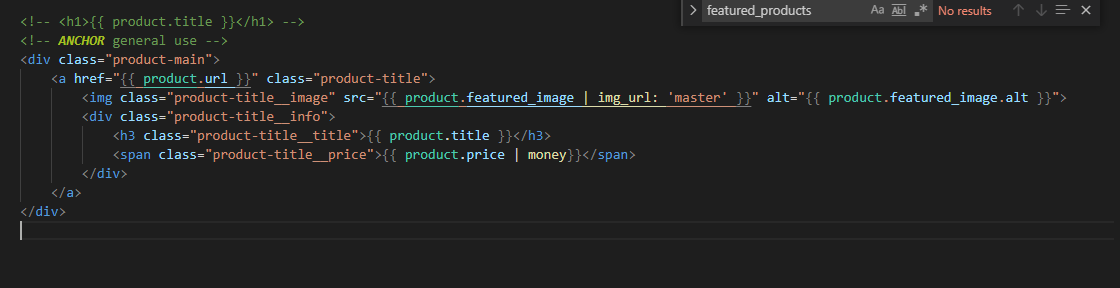 featured_products Aa Abl .* No results
<!-- <h1>{{ product.title }}</h1> -->
<!-- ANCHOR general use -->
<div class="product-main">
<a href="{{ product.url }}" class="product-title">
<img class="product-title__image" src="{{ product.featured_image | img_url: 'master' }}" alt="{{ product.featured_image.alt }}">
<div class="product-title__info">
<h3 class="product-title__title">{{ product.title }}</h3>
<span class="product-title__price">{{ product.price | money}}</span>
</div>
</a>
</div>